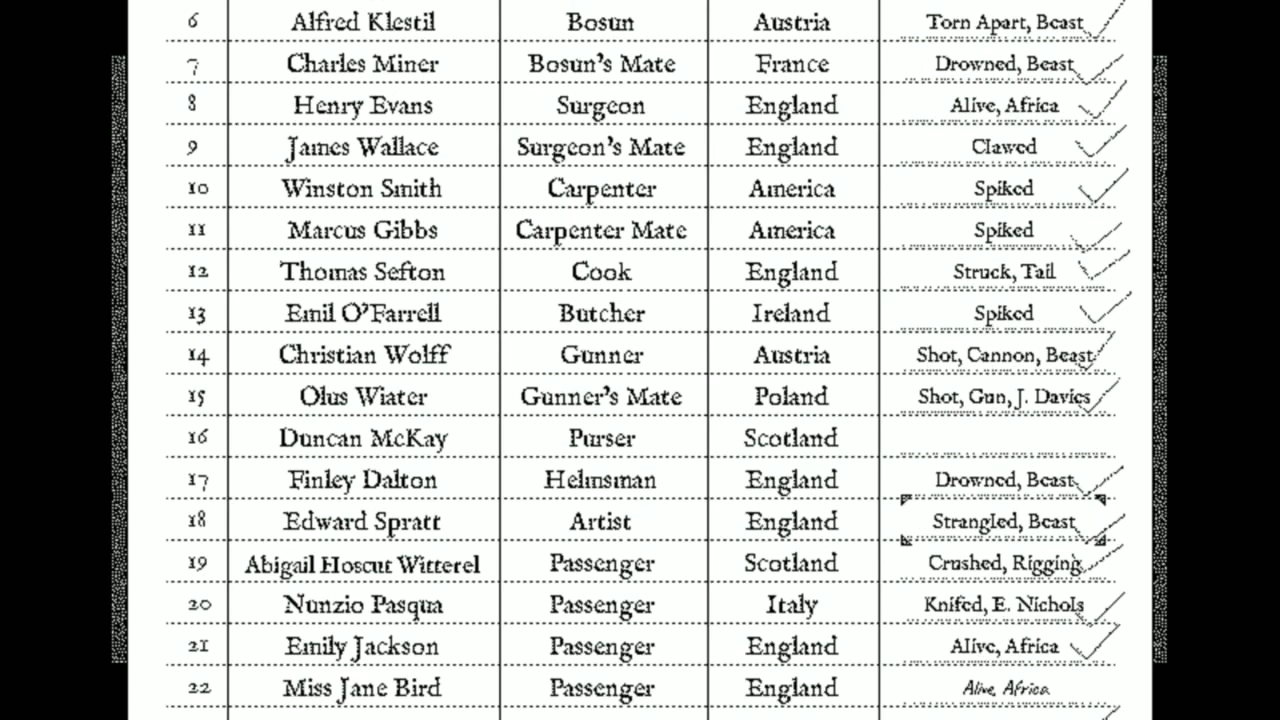 6 Alfred Klestil Bosun Austria Torn Apart, Beast
7 Charles Miner Bosun's Mate France Drowned, Beast
8 Henry Evans Surgeon England Alive, Africa
9 James Wallace Surgeon's Mate England Clawed
10 Winston Smith Carpenter America Spiked
11 Marcus Gibbs Carpenter Mate America Spiked
12 Thomas Sefton Cook England Struck, Tail
13 Emil O'Farrell Butcher Ireland Spiked
14 Christian Wolff Gunner Austria Shot, Cannon, Beast
15 Olus Wiater Gunner's Mate Poland Shot, Gun, J. Davies
16 Duncan McKay Purser Scotland
17 Finley Dalton Helmsman England Drowned, Beast
18 Edward Spratt Artist England Strangled, Beast
19 Abigail Hoscut Witterel Passenger Scotland Crushed, Rigging
20 Nunzio Pasqua Passenger Italy Knifed, E. Nichols
21 Emily Jackson Passenger England Alive, Africa
22 Miss Jane Bird Passenger England Alive, Africa